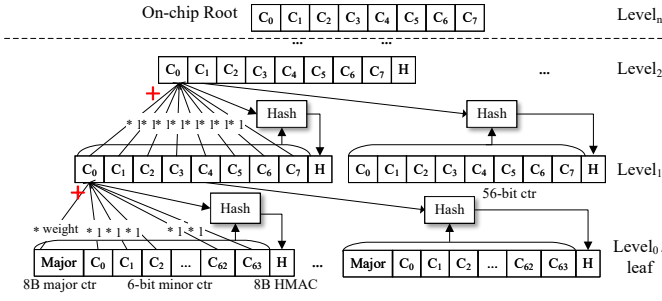 On-chip Root C0 C1 C2 C3 C4 C5 C6 C7 Leveln
... ...
C0 C1 C2 C3 C4 C5 C6 C7 H ... Level2
+
Hash Hash
* 1* 1* 1* 1* 1* 1* 1* 1
C0 C1 C2 C3 C4 C5 C6 C7 H C0 C1 C2 C3 C4 C5 C6 C7 H Level1
+
56-bit ctr
Hash Hash
* weight * 1 * 1 * 1 * 1 * 1
Major C0 C1 C2 ... C62 C63 H ... Major C0 C1 C2 ... C62 C63 H Level0,
leaf
8B major ctr 6-bit minor ctr 8B HMAC